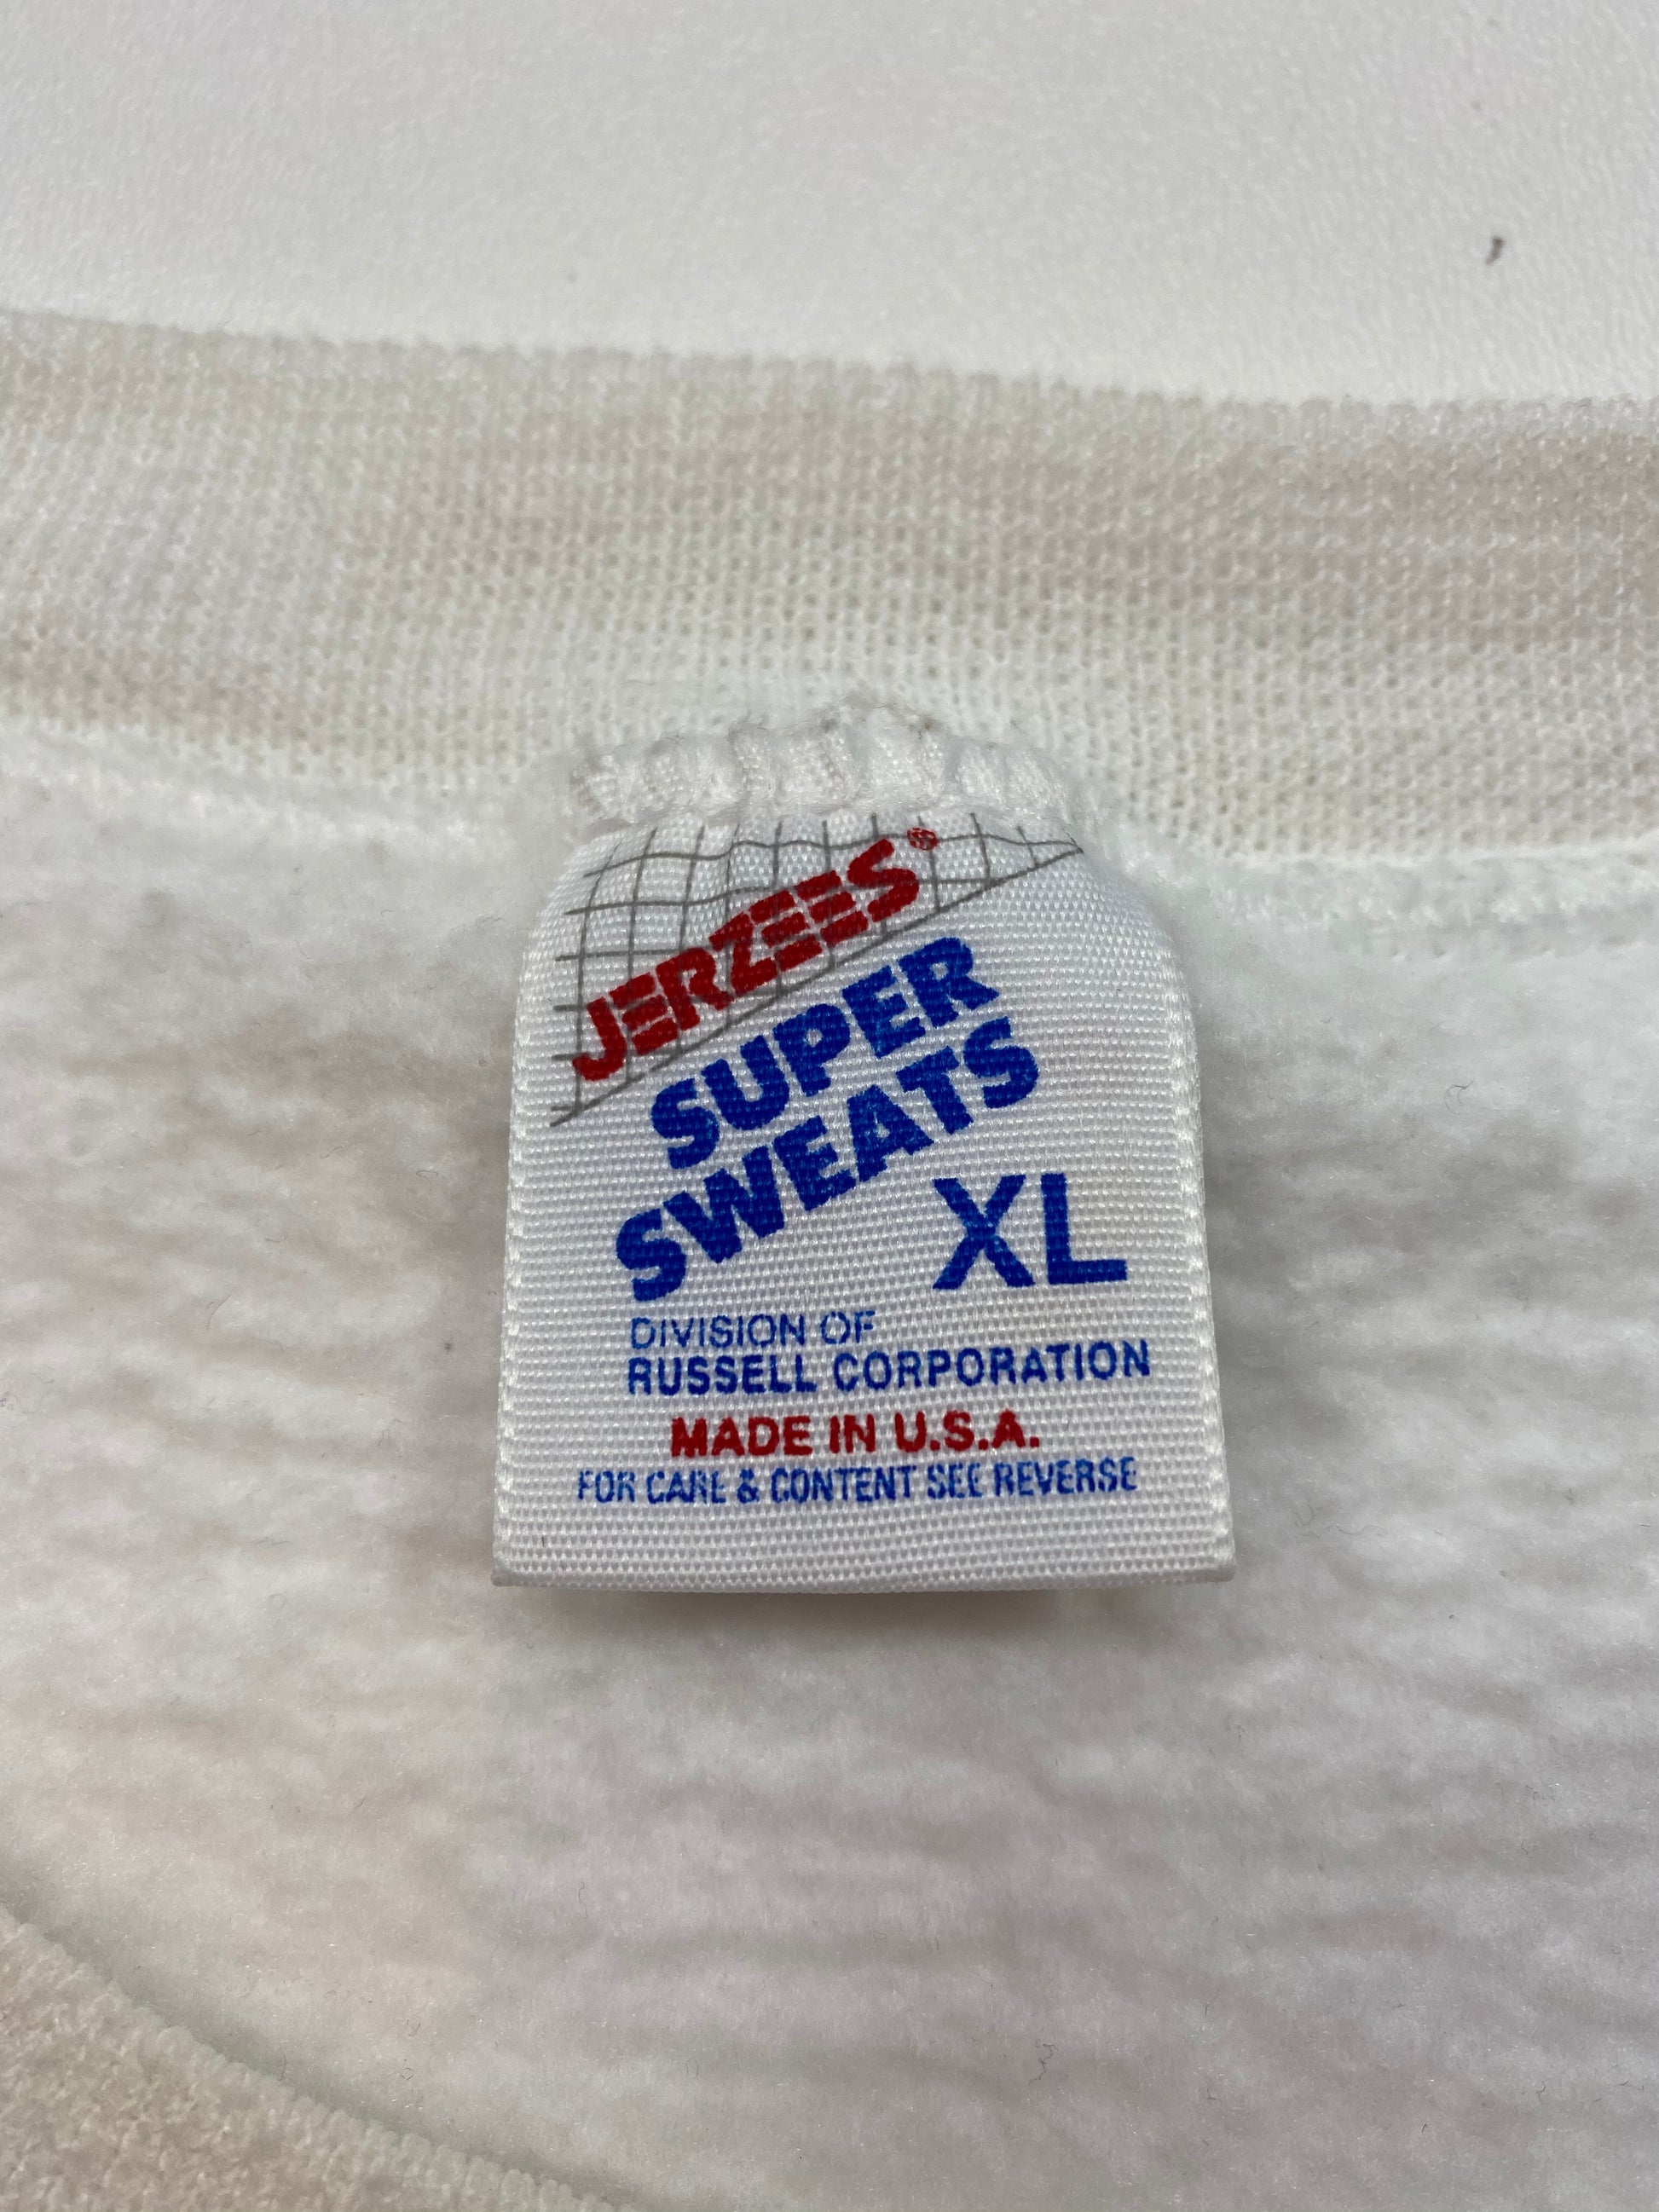 JERZEES®
SUPER
SWEATS
XL
DIVISION OF
RUSSELL CORPORATION
MADE IN U.S.A.
FOR CARE & CONTENT SEE REVERSE